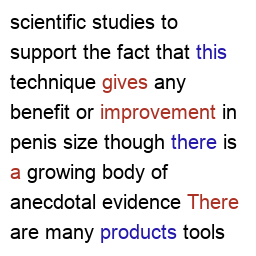 scientific studies to
support the fact that this
technique gives any
benefit or improvement in
penis size though there is
a growing body of
anecdotal evidence There
are many products tools